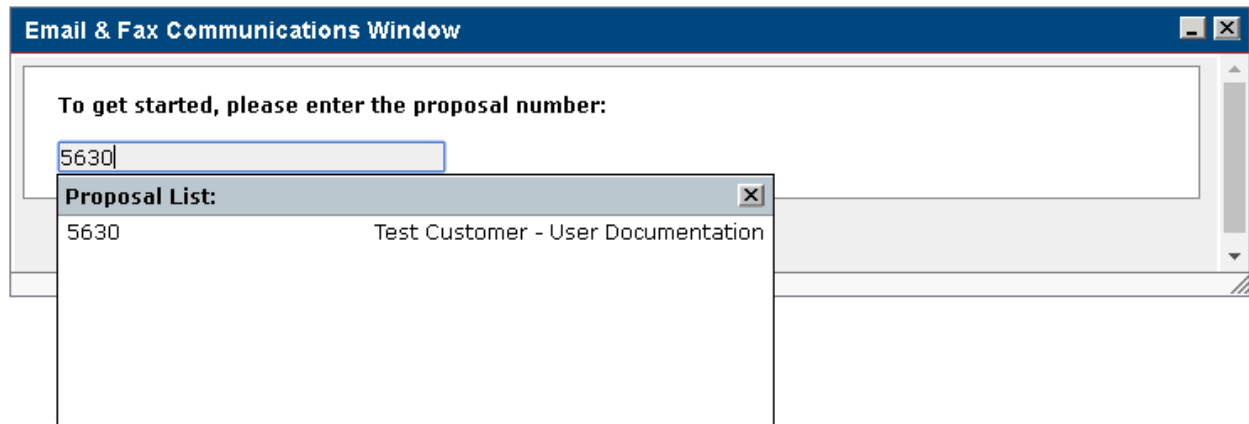 Email & Fax Communications Window
To get started, please enter the proposal number:
5630
Proposal List:
5630 Test Customer - User Documentation